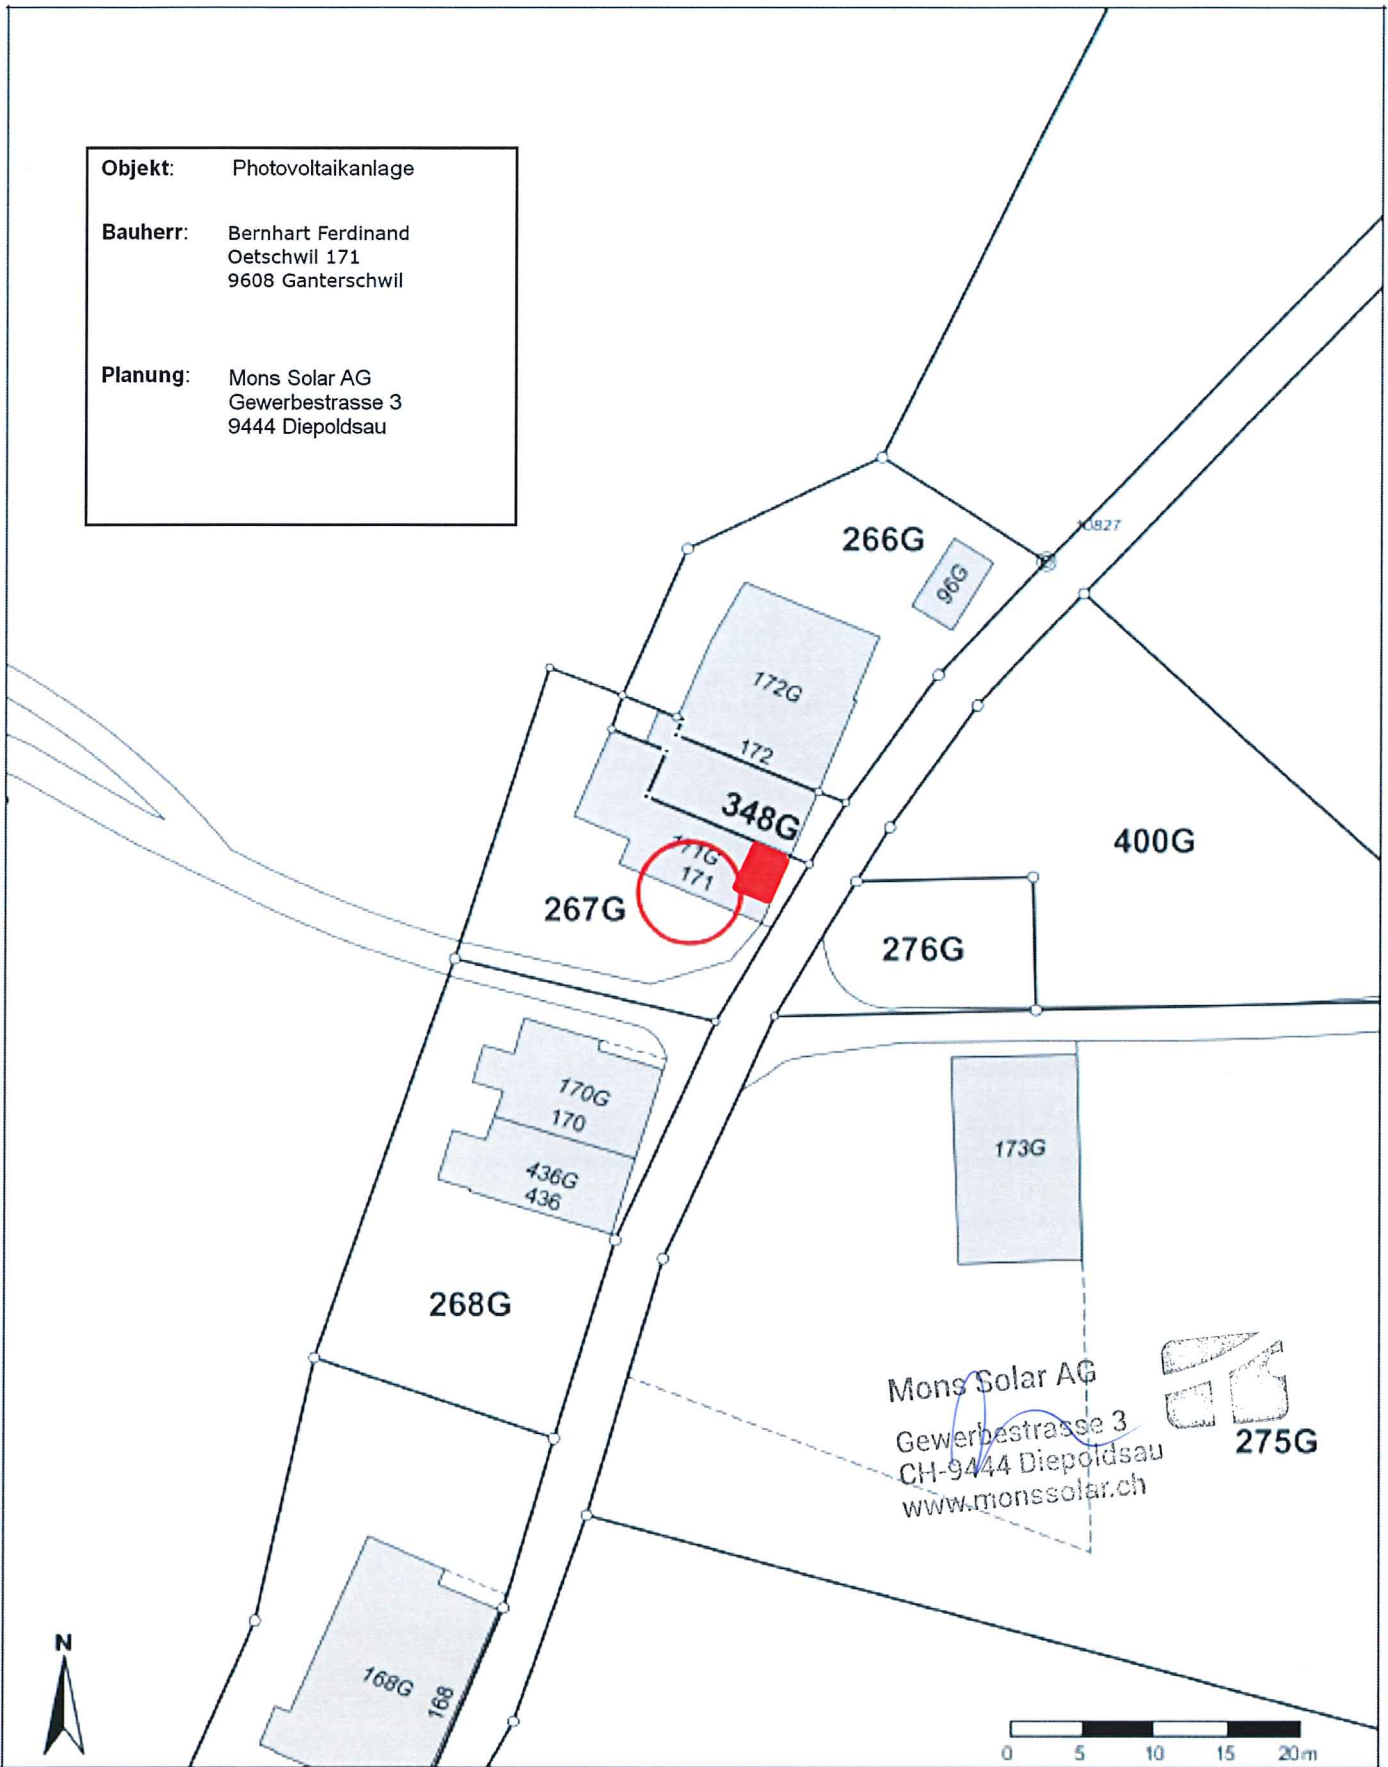 Objekt: Photovoltaikanlage
Bauherr: Bernhart Ferdinand
Oetschwil 171
9608 Ganterschwil
Planung: Mons Solar AG
Gewerbestrasse 3
9444 Diepoldsau
10827
266G
96G
172G
172
348G
171G
171
400G
267G
276G
170G
170
173G
436G
436
268G
Mons Solar AG
Gewerbestrasse 3
CH-9444 Diepoldsau
www.monssolar.ch
275G
N
168G
168
0 5 10 15 20m